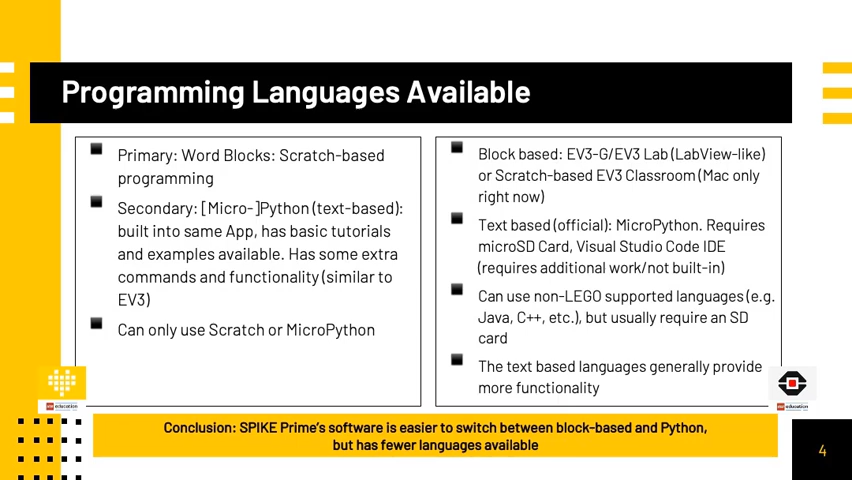 Programming Languages Available
Primary: Word Blocks: Scratch-based
programming
Secondary: [Micro-]Python (text-based):
built into same App, has basic tutorials
and examples available. Has some extra
commands and functionality (similar to
EV3)
Can only use Scratch or MicroPython
Block based: EV3-G/EV3 Lab (LabView-like)
or Scratch-based EV3 Classroom (Mac only
right now)
Text based (official): MicroPython. Requires
microSD Card, Visual Studio Code IDE
(requires additional work/not built-in)
Can use non-LEGO supported languages (e.g.
Java, C++, etc.), but usually require an SD
card
The text based languages generally provide
more functionality
education
education
Conclusion: SPIKE Prime's software is easier to switch between block-based and Python,
but has fewer languages available
4